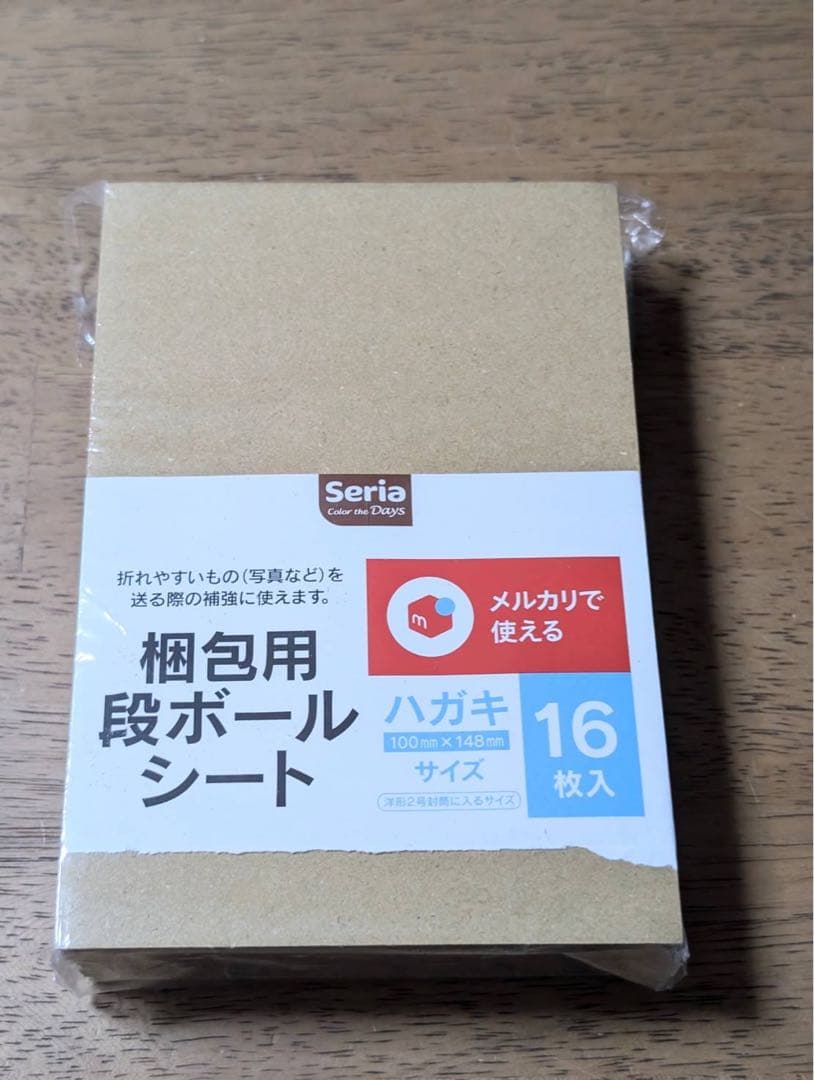 Seria
Color the Days
折れやすいもの(写真など)を
送る際の補強に使えます。
梱包用
段ボール
シート
m
メルカリで
使える
ハガキ
100mm×148mm
サイズ
洋形2号封筒に入るサイズ
16
枚入